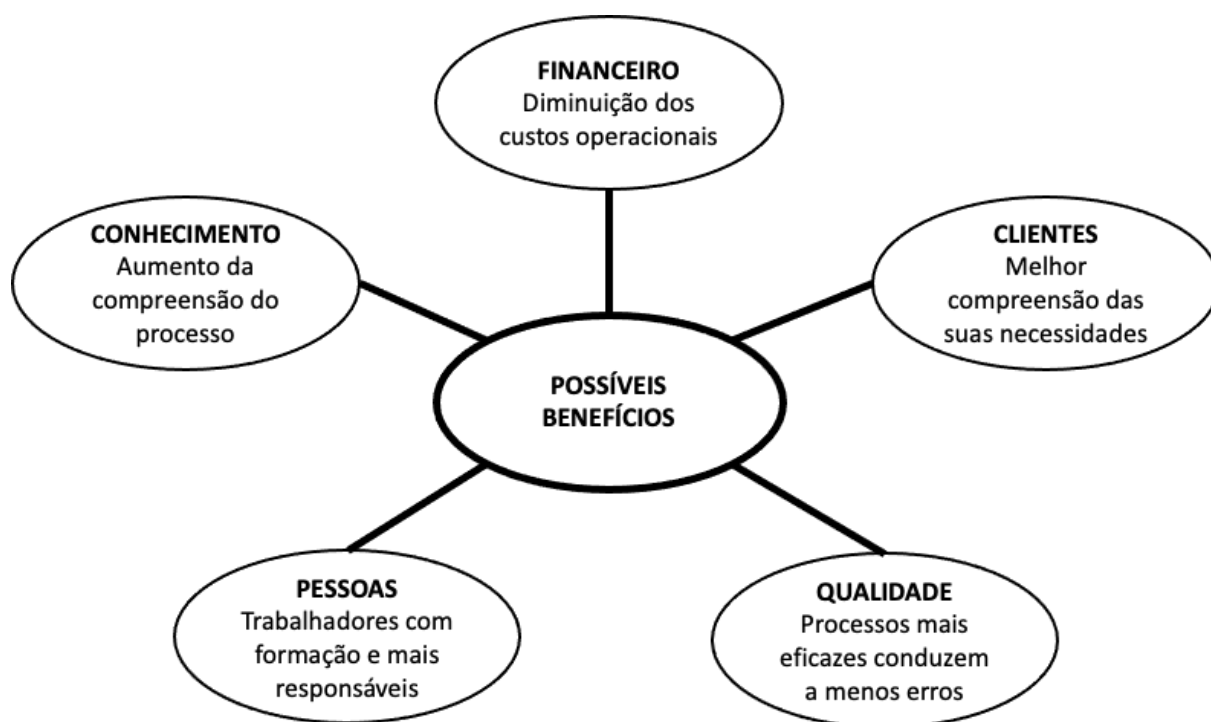 FINANCEIRO
Diminuição dos
custos operacionais
CONHECIMENTO
Aumento da
compreensão do
processo
CLIENTES
Melhor
compreensão das
suas necessidades
POSSÍVEIS
BENEFÍCIOS
PESSOAS
Trabalhadores com
formação e mais
responsáveis
QUALIDADE
Processos mais
eficazes conduzem
a menos erros